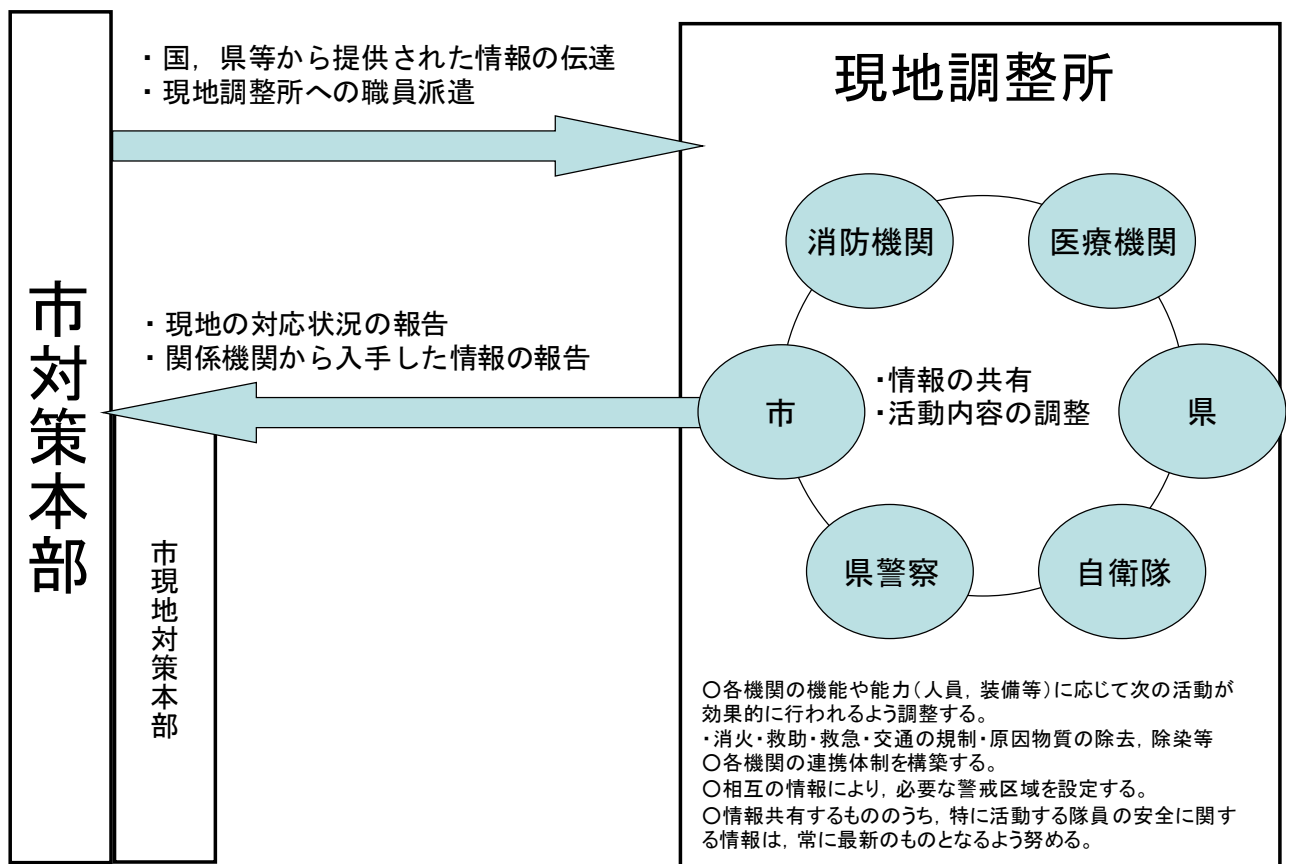 市対策本部
市現地対策本部
・国，県等から提供された情報の伝達
・現地調整所への職員派遣
・現地の対応状況の報告
・関係機関から入手した情報の報告
現地調整所
消防機関
医療機関
市
・情報の共有
・活動内容の調整
県
県警察
自衛隊
○各機関の機能や能力（人員，装備等）に応じて次の活動が
効果的に行われるよう調整する。
・消火・救助・救急・交通の規制・原因物質の除去，除染等
○各機関の連携体制を構築する。
○相互の情報により，必要な警戒区域を設定する。
○情報共有するもののうち，特に活動する隊員の安全に関す
る情報は，常に最新のものとなるよう努める。